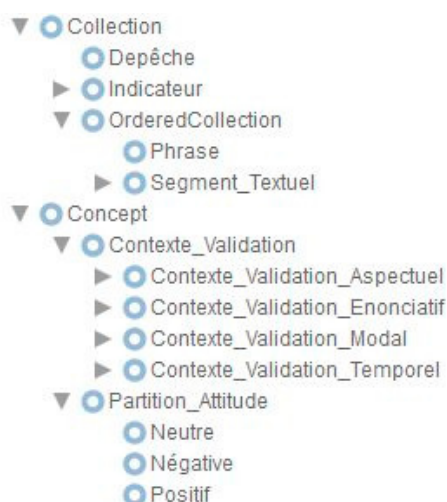 Collection
Depêche
Indicateur
OrderedCollection
Phrase
Segment_Textuel
Concept
Contexte_Validation
Contexte_Validation_Aspectuel
Contexte_Validation_Enonciatif
Contexte_Validation_Modal
Contexte_Validation_Temporel
Partition_Attitude
Neutre
Négative
Positif